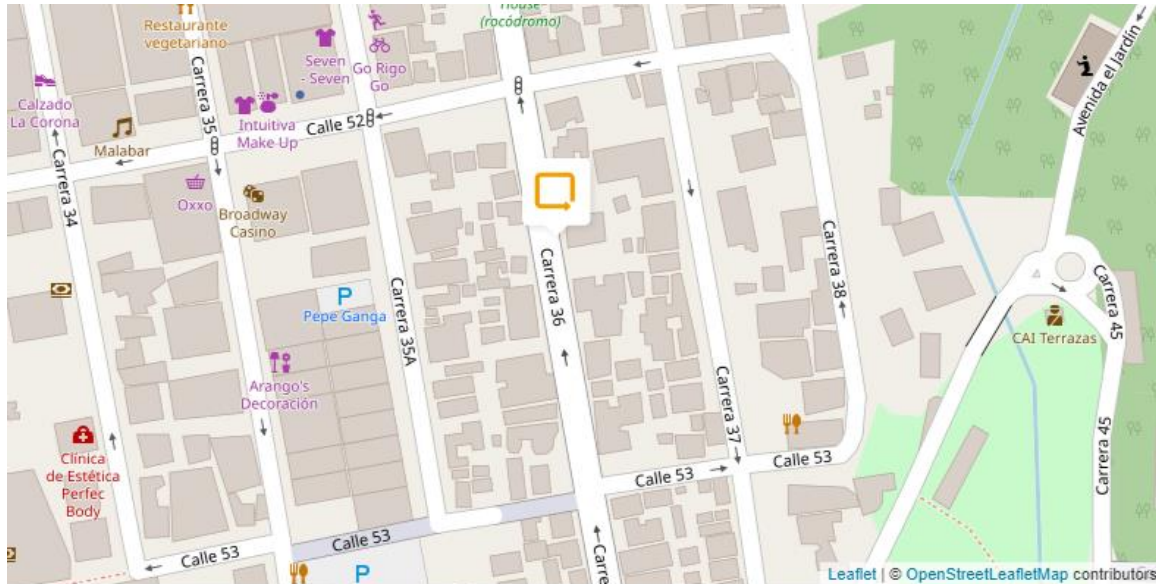 House
(rocódromo)
Restaurante
vegetariano
Seven
- Seven
Go Rigo
Go
Calzado
La Corona
Malabar
Intuitiva
Make Up
Calle 52
Carrera 35
Carrera 34
Oxxo
Broadway
Casino
Avenida el Jardín
Carrera 36
Carrera 38
Carrera 45
CAI Terrazas
P
Pepe Ganga
Carrera 35A
Arango's
Decoración
Carrera 37
Clínica
de Estética
Perfec
Body
Calle 53
Calle 53
Carrera 45
Calle 53
Calle 53
P
Carre
Leaflet | © OpenStreetLeafletMap contributors